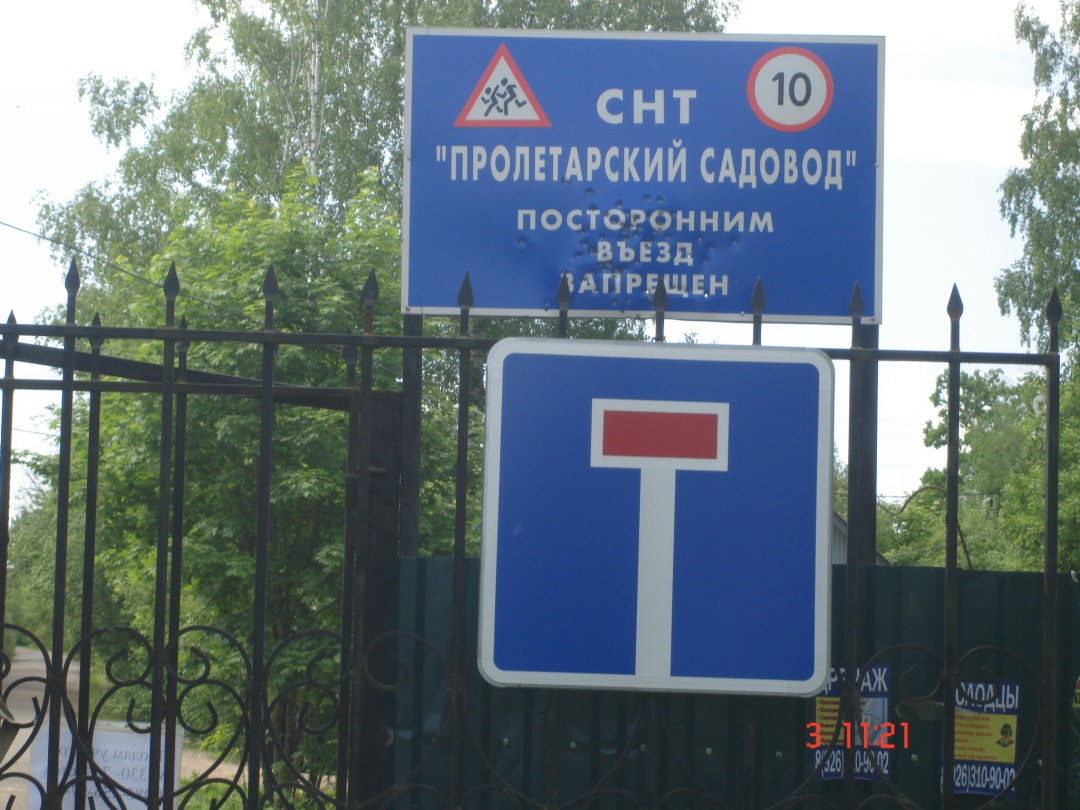 СНТ
10
"ПРОЛЕТАРСКИЙ САДОВОД"
ПОСТОРОННИМ
ВЪЕЗД
ЗАПРЕЩЕН
3 11:21